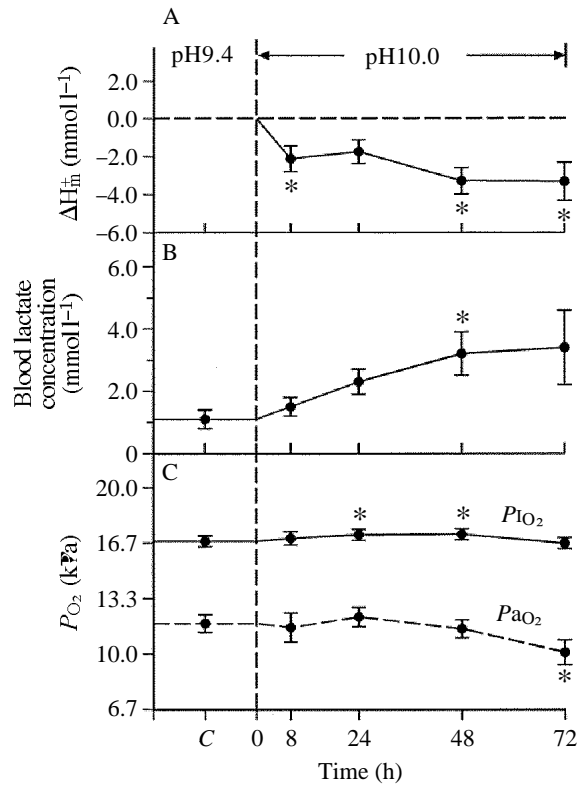 A
pH9.4
pH10.0
2.0
0.0
−2.0
−4.0
−6.0
ΔH+m (mmol l−1)
*
*
*
B
6.0
4.0
2.0
0
Blood lactate
concentration
(mmol l−1)
*
C
20.0
16.7
13.3
10.0
6.7
PO2
*
*
PIO2
PaO2
*
C
0
8
24
48
72
Time (h)